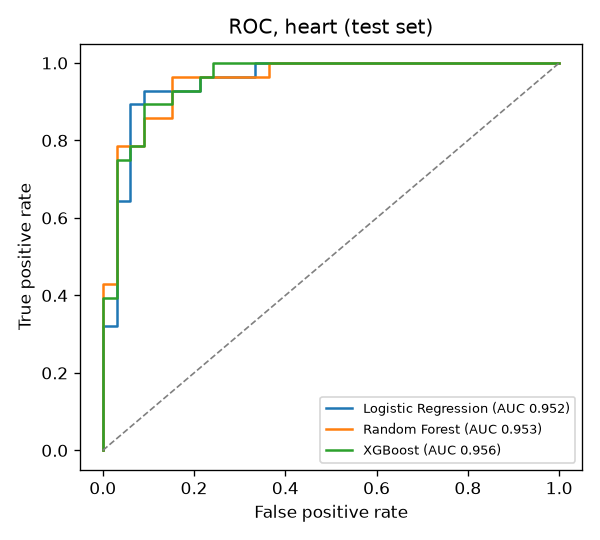 ROC, heart (test set)
1.0
0.8
0.6
0.4
0.2
0.0
True positive rate
0.0 0.2 0.4 0.6 0.8 1.0
False positive rate
Logistic Regression (AUC 0.952)
Random Forest (AUC 0.953)
XGBoost (AUC 0.956)